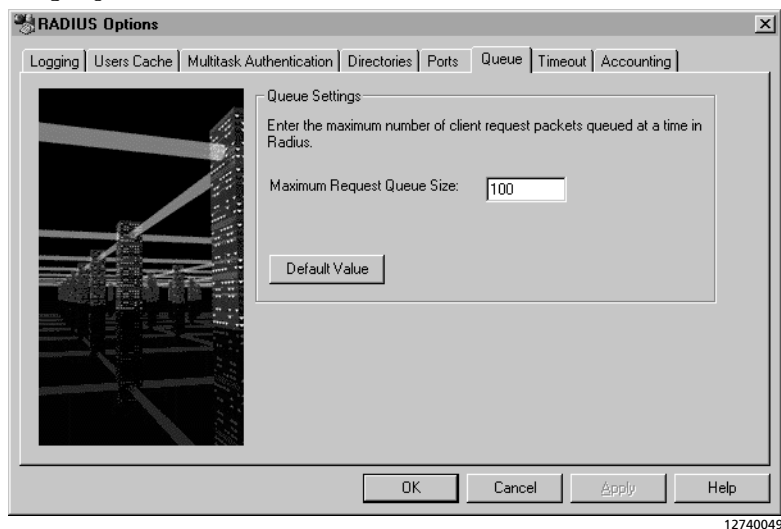 RADIUS Options
Logging Users Cache Multitask Authentication Directories Ports Queue Timeout Accounting
Queue Settings
Enter the maximum number of client request packets queued at a time in
Radius.
Maximum Request Queue Size: 100
Default Value
OK Cancel Apply Help
12740045